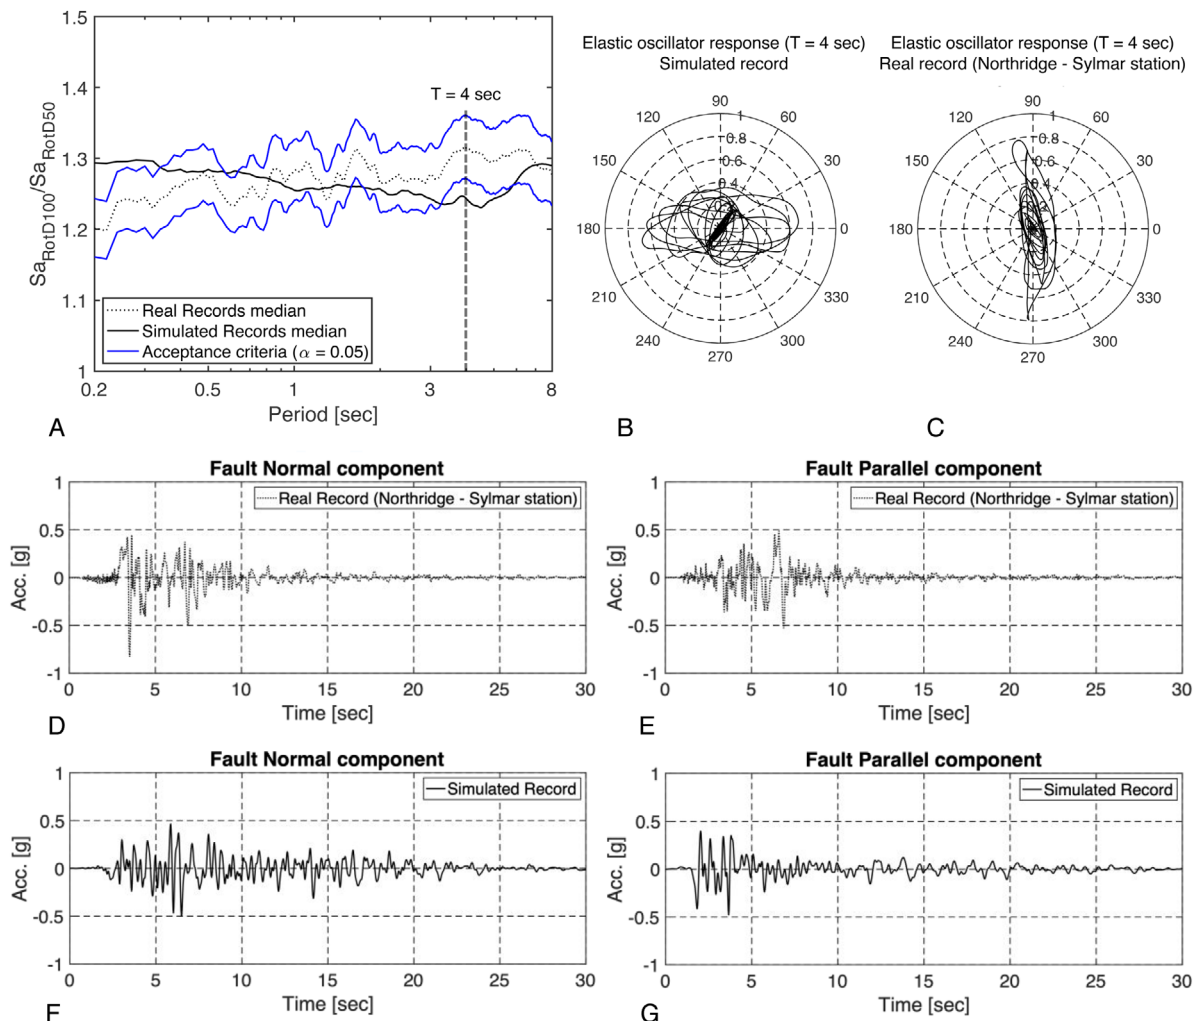 1.5
1.4
1.3
1.2
1.1
1
Sa_RotD100/Sa_RotD50
T = 4 sec
Real Records median
Simulated Records median
Acceptance criteria (α = 0.05)
0.2 0.5 1 3 8
Period [sec]
A
Elastic oscillator response (T = 4 sec)
Simulated record
90
120 1
0.8
0.6
150 0.4
180 0
210 330
240 300
270
B
Elastic oscillator response (T = 4 sec)
Real record (Northridge - Sylmar station)
90
120 1 60
0.8
0.6
150 0.4 30
180 0
210 330
240 300
270
C
Fault Normal component
Real Record (Northridge - Sylmar station)
1
0.5
0
-0.5
-1
Acc. [g]
0 5 10 15 20 25 30
Time [sec]
D
Fault Parallel component
Real Record (Northridge - Sylmar station)
1
0.5
0
-0.5
-1
Acc. [g]
0 5 10 15 20 25 30
Time [sec]
E
Fault Normal component
Simulated Record
1
0.5
0
-0.5
-1
Acc. [g]
0 5 10 15 20 25 30
Time [sec]
F
Fault Parallel component
Simulated Record
1
0.5
0
-0.5
-1
Acc. [g]
0 5 10 15 20 25 30
Time [sec]
G